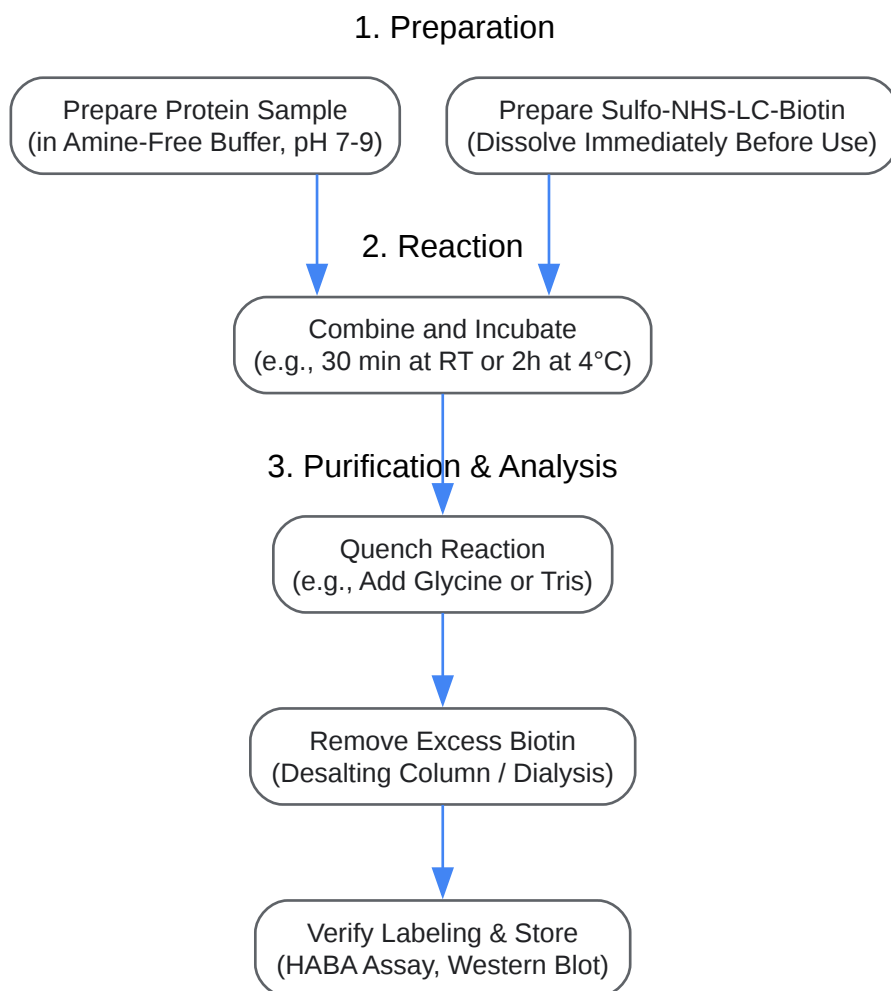 1. Preparation
Prepare Protein Sample
(in Amine-Free Buffer, pH 7-9)
Prepare Sulfo-NHS-LC-Biotin
(Dissolve Immediately Before Use)
2. Reaction
Combine and Incubate
(e.g., 30 min at RT or 2h at 4°C)
3. Purification & Analysis
Quench Reaction
(e.g., Add Glycine or Tris)
Remove Excess Biotin
(Desalting Column / Dialysis)
Verify Labeling & Store
(HABA Assay, Western Blot)